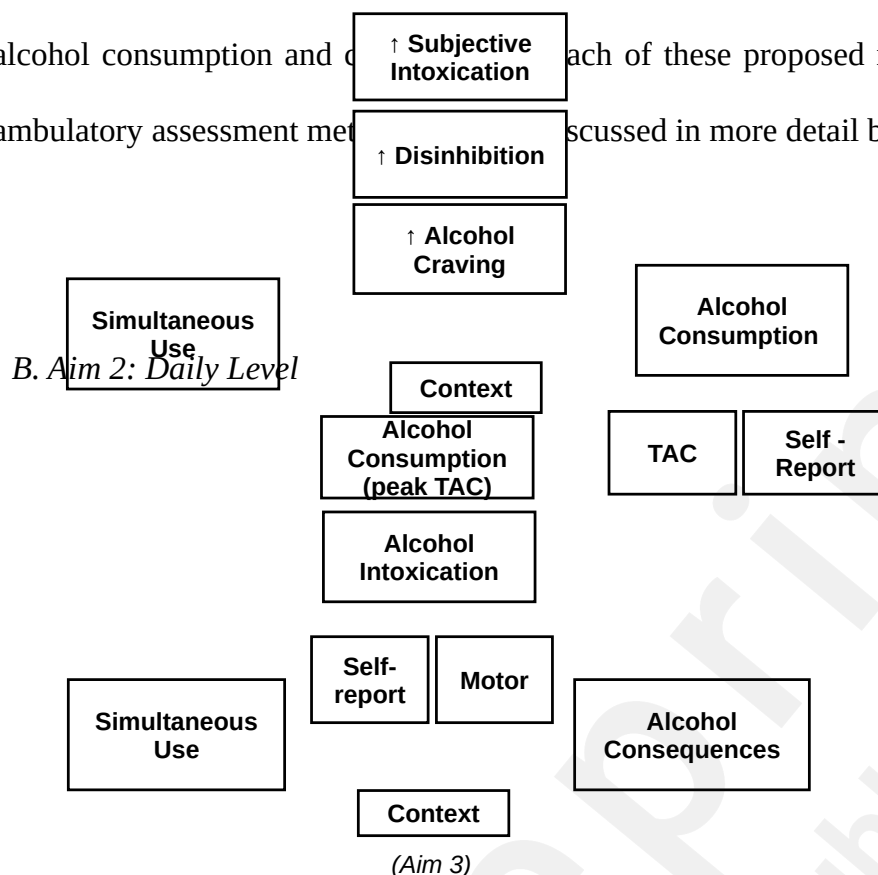 alcohol consumption and
ach of these proposed
ambulatory assessment
scussed in more detail
↑ Subjective
Intoxication
↑ Disinhibition
↑ Alcohol
Craving
Simultaneous
Use
Alcohol
Consumption
B. Aim 2: Daily Level
Context
Alcohol
Consumption
(peak TAC)
TAC
Self -
Report
Alcohol
Intoxication
Self-
report
Motor
Simultaneous
Use
Alcohol
Consequences
Context
(Aim 3)